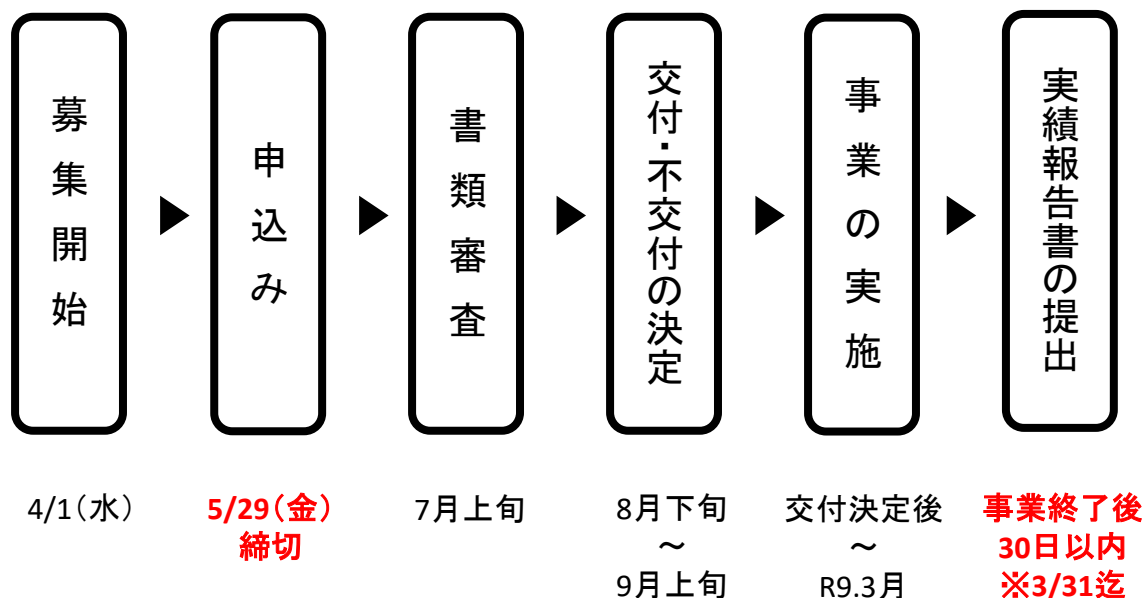 募集開始
申込み
書類審査
交付・不交付の決定
事業の実施
実績報告書の提出
4/1(水)
5/29(金)
締切
7月上旬
8月下旬
～
9月上旬
交付決定後
～
R9.3月
事業終了後
30日以内
※3/31迄